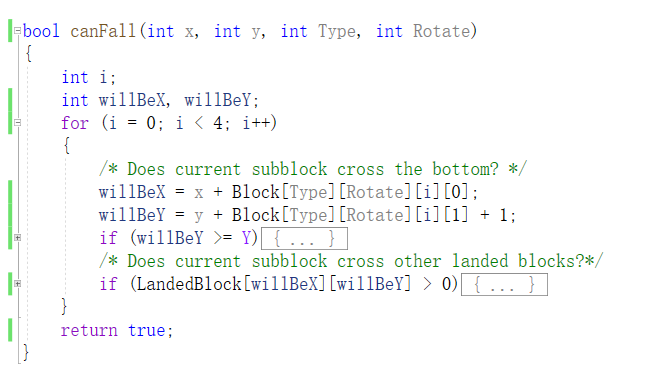 bool canFall(int x, int y, int Type, int Rotate)
{
    int i;
    int willBeX, willBeY;
    for (i = 0; i < 4; i++)
    {
        /* Does current subblock cross the bottom? */
        willBeX = x + Block[Type][Rotate][i][0];
        willBeY = y + Block[Type][Rotate][i][1] + 1;
        if (willBeY >= Y){ ... }
        /* Does current subblock cross other landed blocks?*/
        if (LandedBlock[willBeX][willBeY] > 0){ ... }
    }
    return true;
}